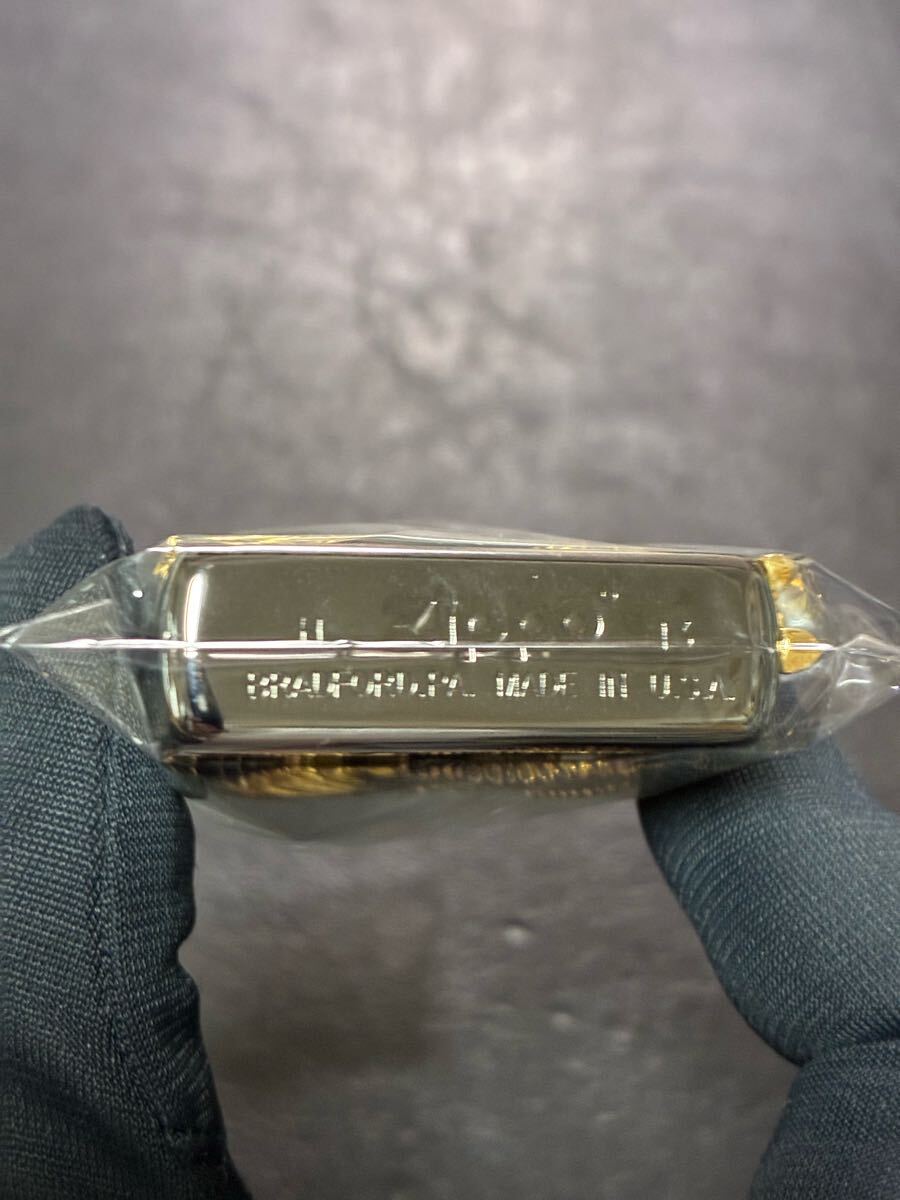 H Zippo 13
BRADFORD, PA. MADE IN U.S.A.